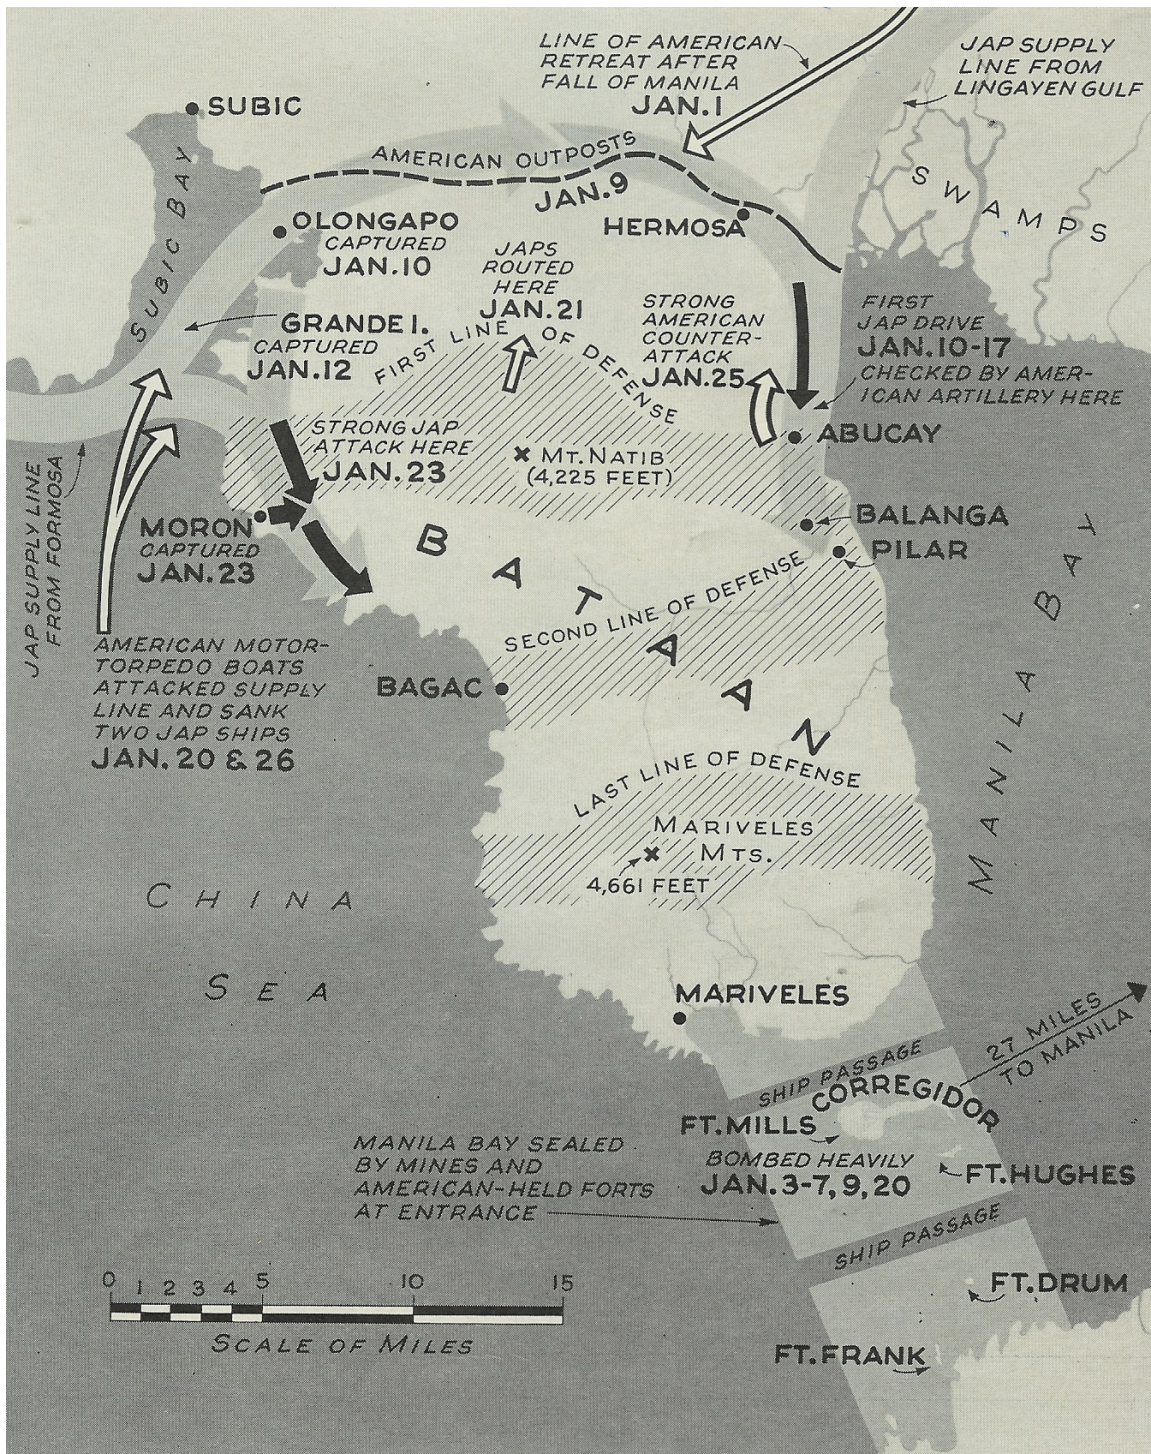 LINE OF AMERICAN
RETREAT AFTER
FALL OF MANILA
JAN.1
JAP SUPPLY
LINE FROM
LINGAYEN GULF
SUBIC
SUBIC BAY
AMERICAN OUTPOSTS
JAN.9
SWAMPS
HERMOSA
OLONGAPO
CAPTURED
JAN.10
JAPS
ROUTED
HERE
JAN.21
GRANDE I.
CAPTURED
JAN.12
FIRST LINE OF DEFENSE
STRONG
AMERICAN
COUNTER-
ATTACK
JAN.25
FIRST
JAP DRIVE
JAN.10-17
CHECKED BY AMER-
ICAN ARTILLERY HERE
ABUCAY
STRONG JAP
ATTACK HERE
JAN.23
MT. NATIB
(4,225 FEET)
JAP SUPPLY LINE
FROM FORMOSA
MORON
CAPTURED
JAN.23
BALANGA
PILAR
BATAAN
SECOND LINE OF DEFENSE
MANILA BAY
AMERICAN MOTOR-
TORPEDO BOATS
ATTACKED SUPPLY
LINE AND SANK
TWO JAP SHIPS
JAN. 20 & 26
BAGAC
LAST LINE OF DEFENSE
MARIVELES
MTS.
4,661 FEET
CHINA
SEA
MARIVELES
27 MILES
TO MANILA
SHIP PASSAGE
CORREGIDOR
FT. MILLS
BOMBED HEAVILY
JAN. 3-7, 9, 20
FT. HUGHES
MANILA BAY SEALED
BY MINES AND
AMERICAN-HELD FORTS
AT ENTRANCE
SHIP PASSAGE
FT. DRUM
FT. FRANK
0 1 2 3 4 5 10 15
SCALE OF MILES